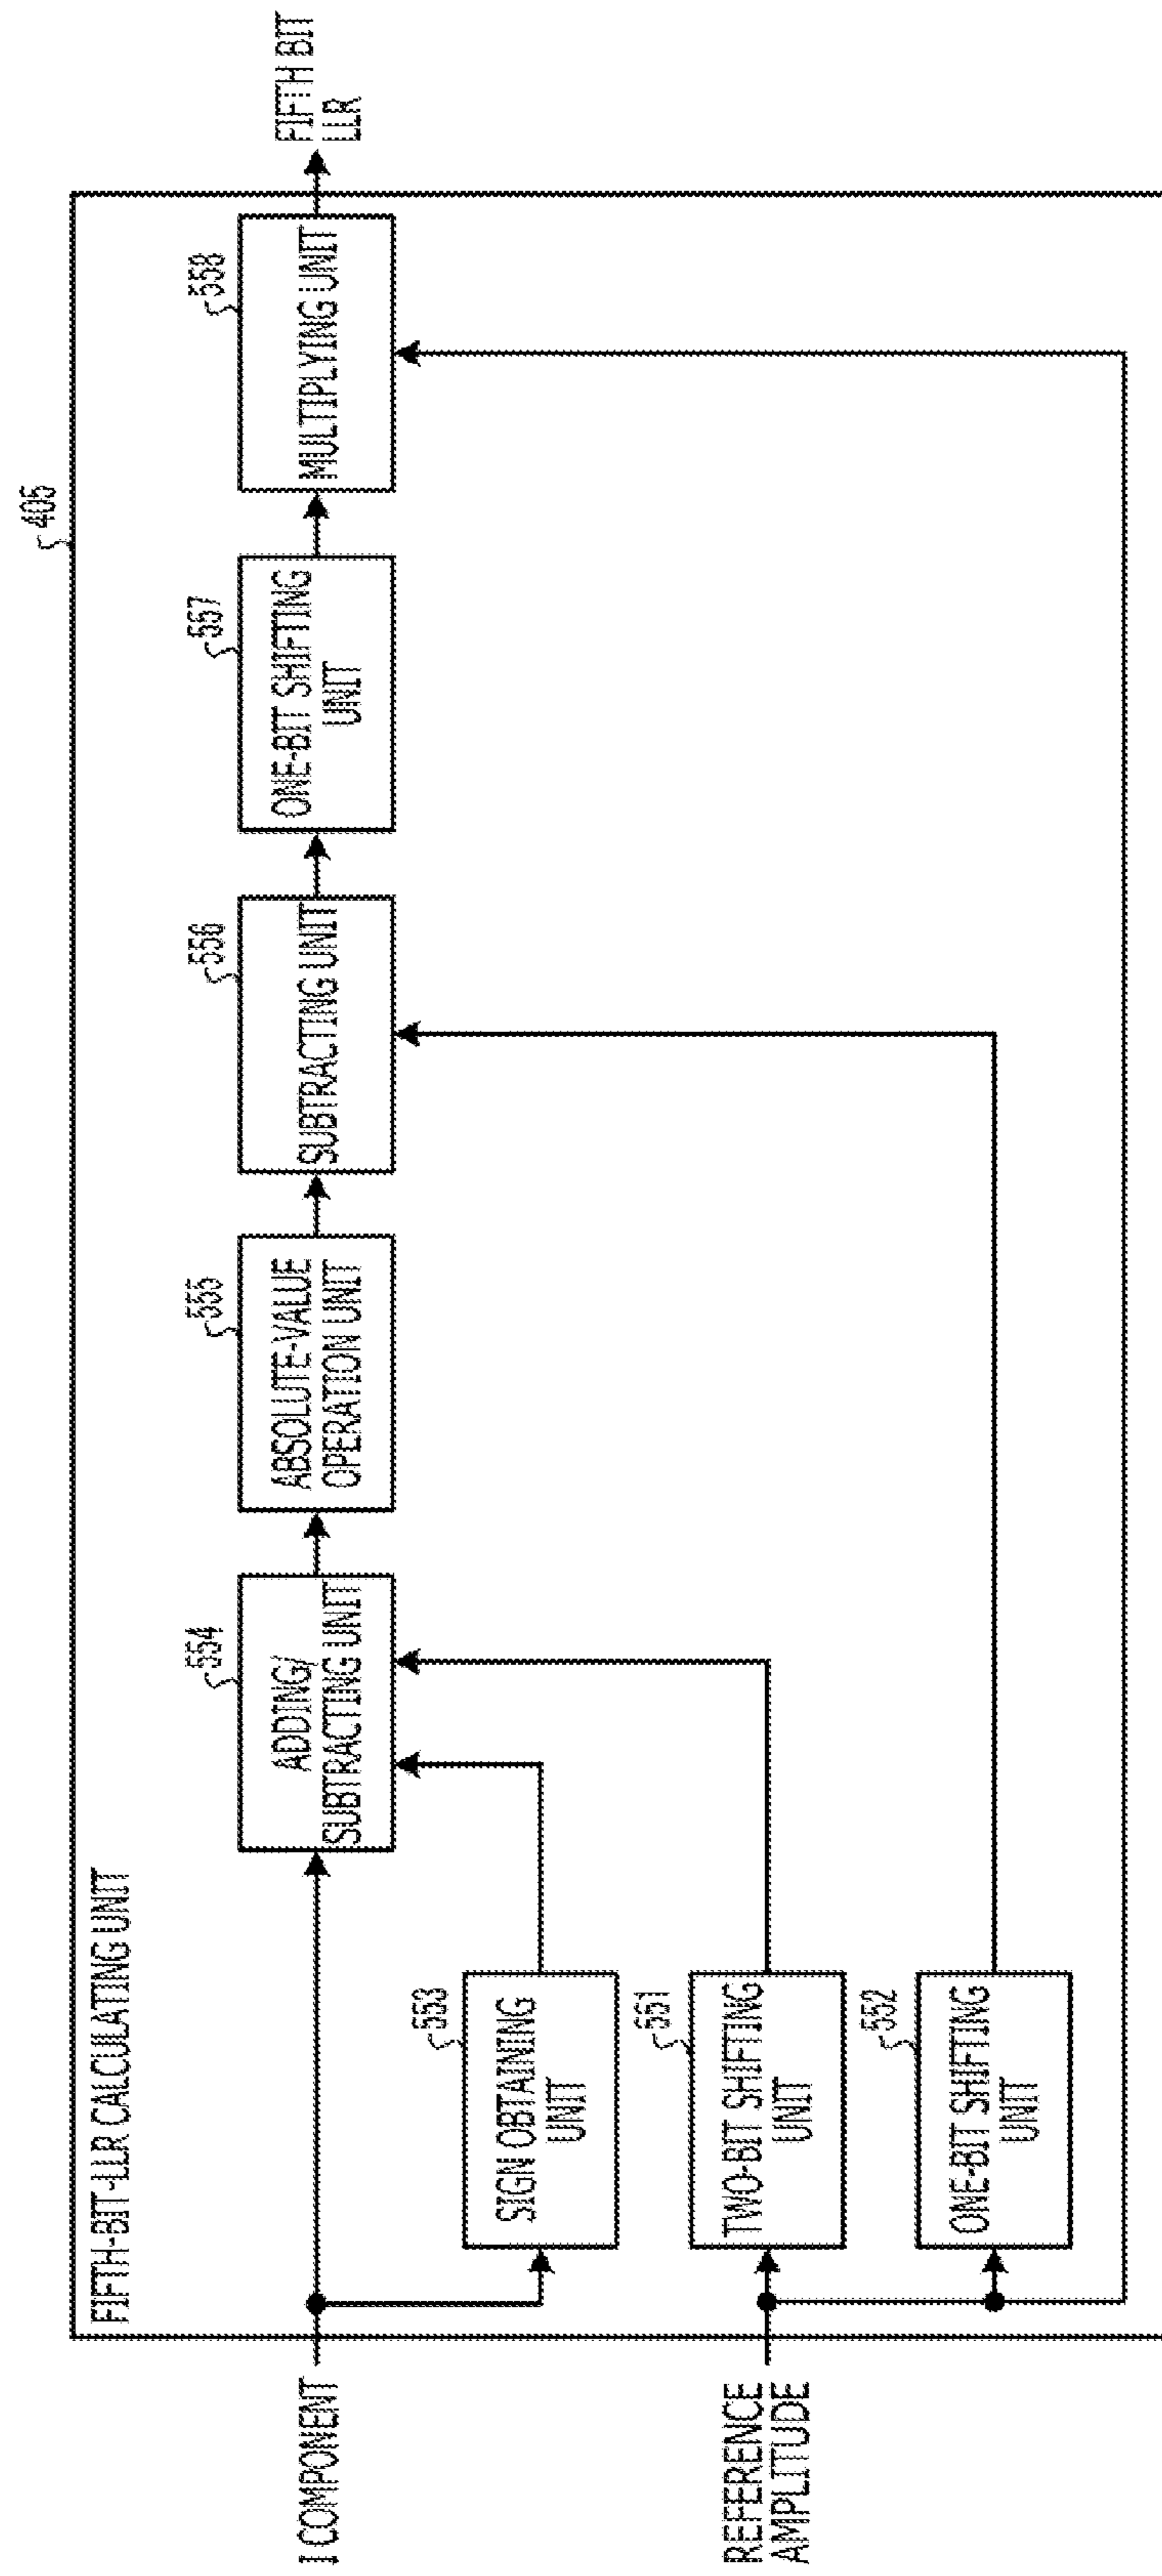 405
FIFTH-BIT-LLR CALCULATING UNIT
I COMPONENT
REFERENCE
AMPLITUDE
554
ADDING/
SUBTRACTING UNIT
555
ABSOLUTE-VALUE
OPERATION UNIT
556
SUBTRACTING UNIT
557
ONE-BIT SHIFTING
UNIT
558
MULTIPLYING UNIT
FIFTH BIT
LLR
553
SIGN OBTAINING
UNIT
551
TWO-BIT SHIFTING
UNIT
552
ONE-BIT SHIFTING
UNIT